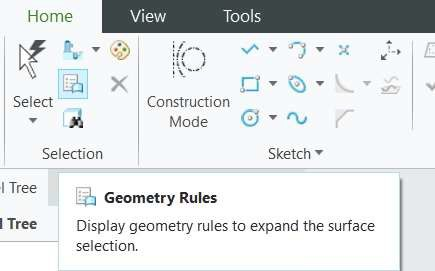 Home View Tools
Select
Construction
Mode
Selection
Sketch
el Tree
Geometry Rules
l Tree
Display geometry rules to expand the surface
selection.